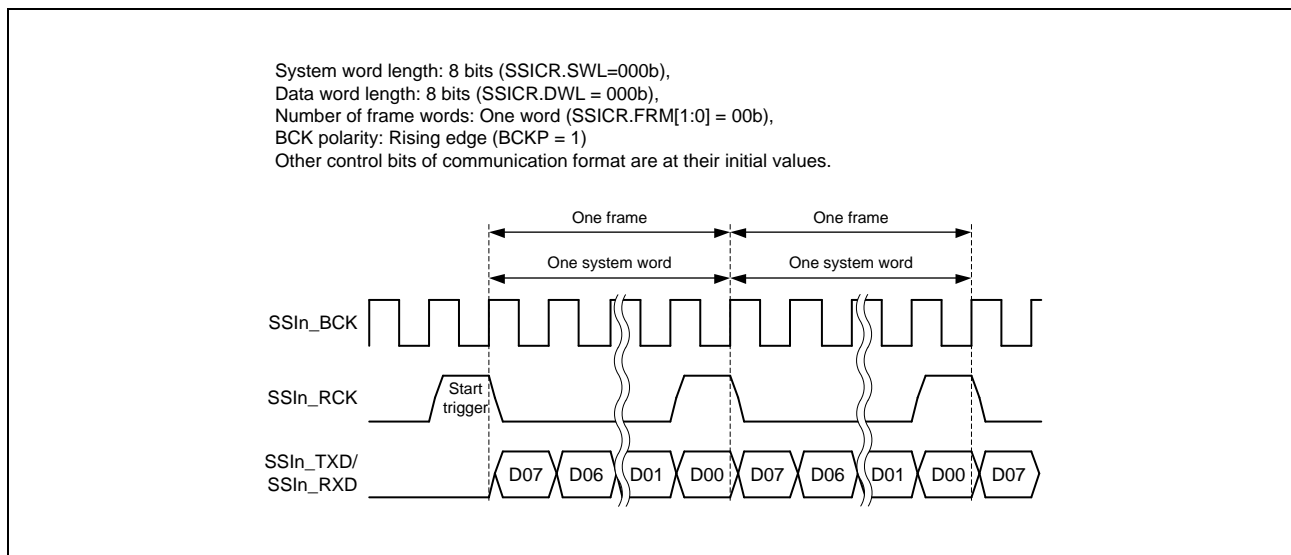 System word length: 8 bits (SSICR.SWL=000b),
Data word length: 8 bits (SSICR.DWL = 000b),
Number of frame words: One word (SSICR.FRM[1:0] = 00b),
BCK polarity: Rising edge (BCKP = 1)
Other control bits of communication format are at their initial values.
One frame One frame
One system word One system word
SSIn_BCK
SSIn_RCK
Start
trigger
SSIn_TXD/
SSIn_RXD
D07 D06 D01 D00 D07 D06 D01 D00 D07